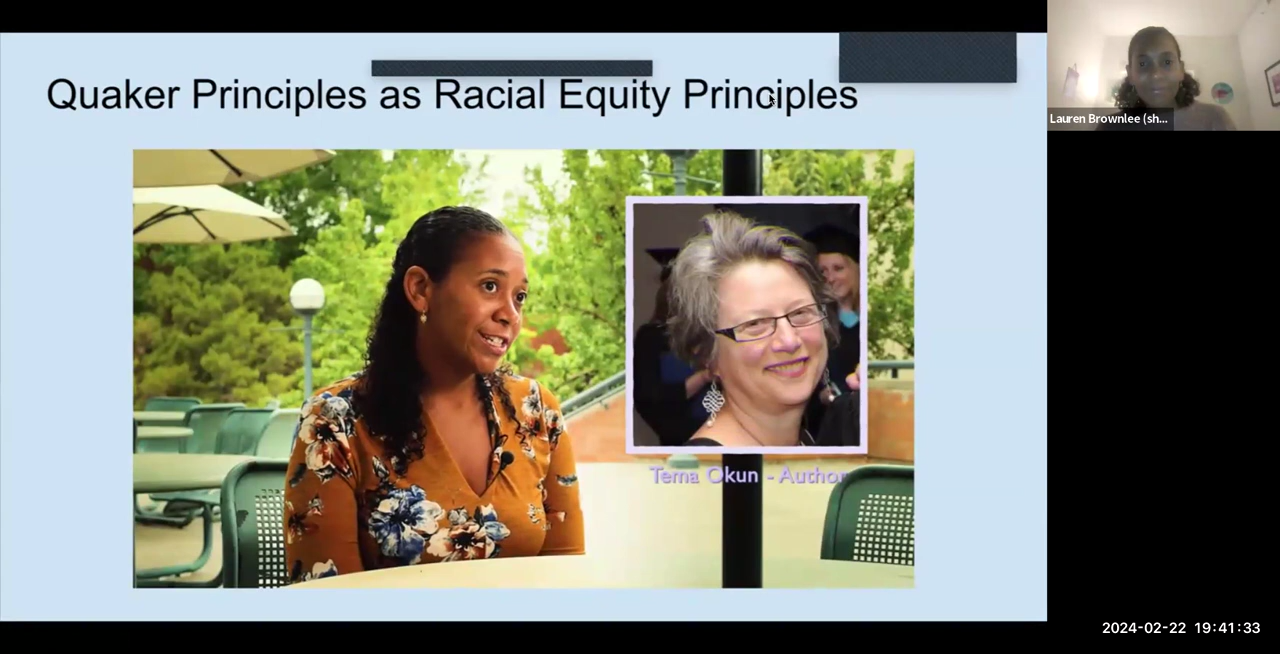 Quaker Principles as Racial Equity Principles
Lauren Brownlee (sh...
Tema Okun - Author
2024-02-22 19:41:33